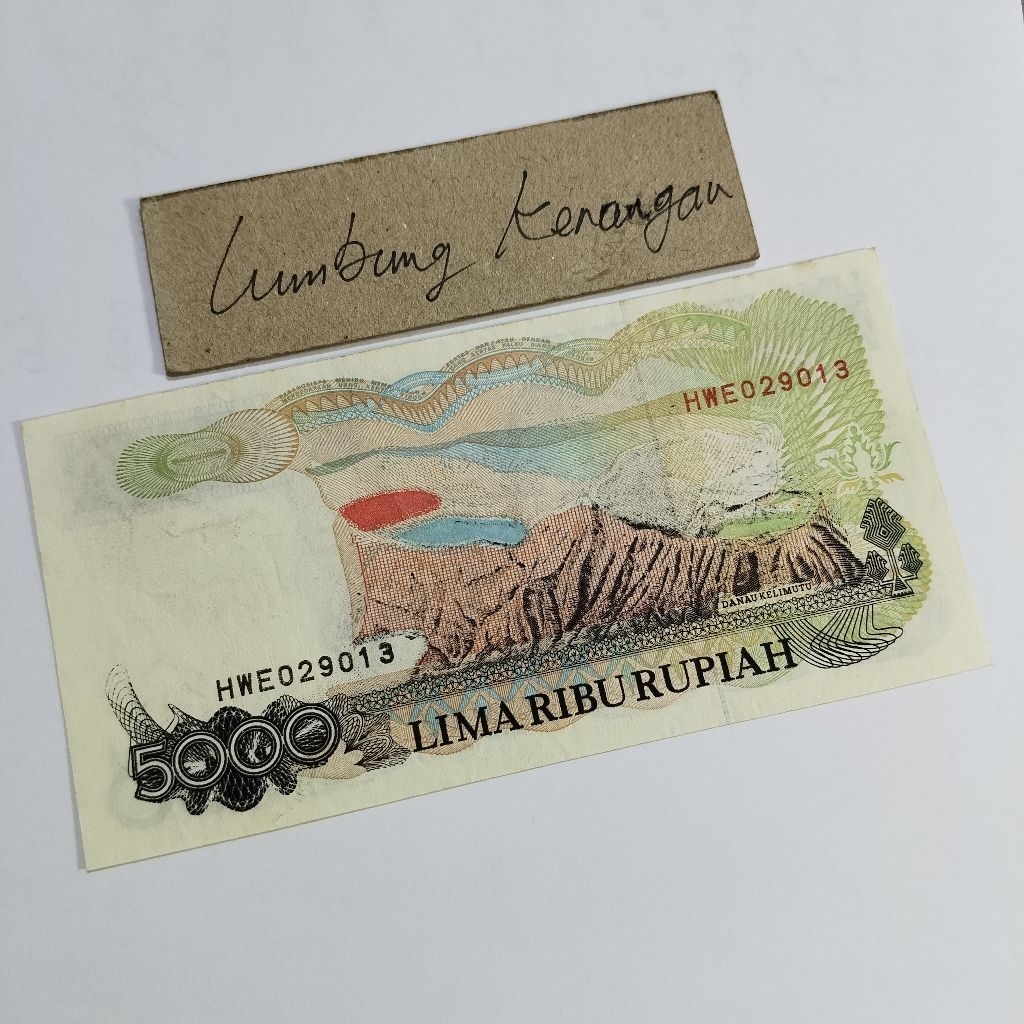 Lumbung Kenangan
HWE029013
DANAU KELIMUTU
HWE029013
LIMA RIBU RUPIAH
5000